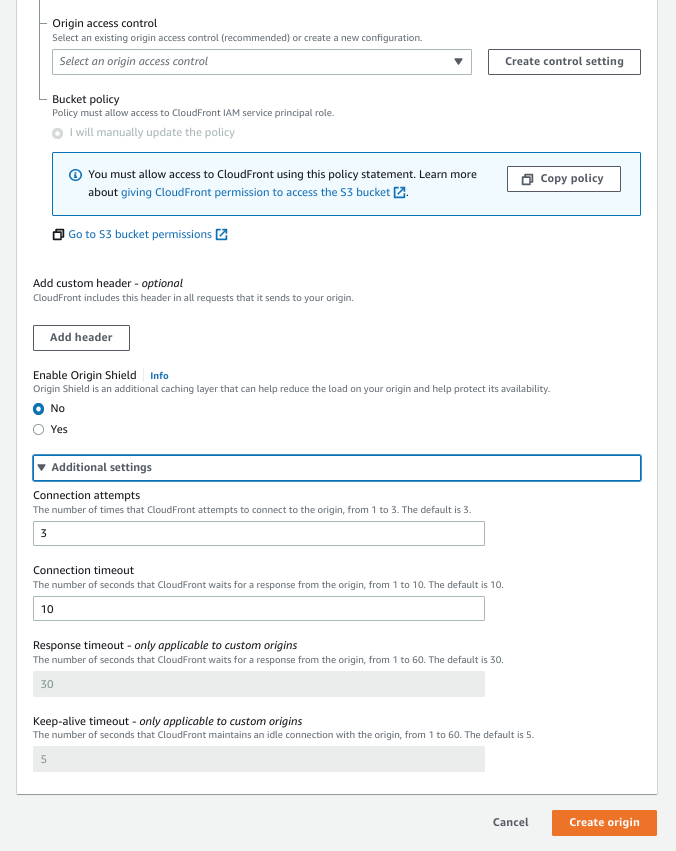 Origin access control
Select an existing origin access control (recommended) or create a new configuration.
Select an origin access control
Create control setting
Bucket policy
Policy must allow access to CloudFront IAM service principal role.
I will manually update the policy
You must allow access to CloudFront using this policy statement. Learn more
about giving CloudFront permission to access the S3 bucket.
Copy policy
Go to S3 bucket permissions
Add custom header - optional
CloudFront includes this header in all requests that it sends to your origin.
Add header
Enable Origin Shield Info
Origin Shield is an additional caching layer that can help reduce the load on your origin and help protect its availability.
No
Yes
Additional settings
Connection attempts
The number of times that CloudFront attempts to connect to the origin, from 1 to 3. The default is 3.
3
Connection timeout
The number of seconds that CloudFront waits for a response from the origin, from 1 to 10. The default is 10.
10
Response timeout - only applicable to custom origins
The number of seconds that CloudFront waits for a response from the origin, from 1 to 60. The default is 30.
30
Keep-alive timeout - only applicable to custom origins
The number of seconds that CloudFront maintains an idle connection with the origin, from 1 to 60. The default is 5.
5
Cancel
Create origin